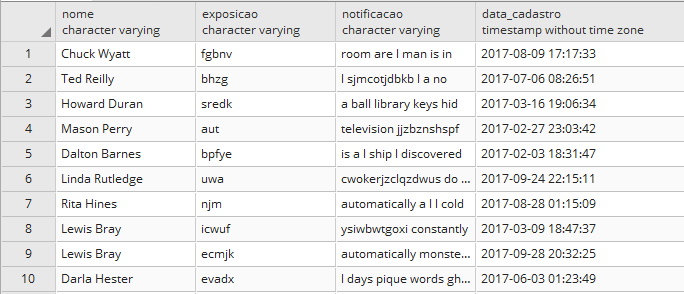 nome exposicao notificacao data_cadastro
character varying character varying character varying timestamp without time zone
1 Chuck Wyatt fgbnv room are I man is in 2017-08-09 17:17:33
2 Ted Reilly bhzg I sjmcotjdbkb I a no 2017-07-06 08:26:51
3 Howard Duran sredk a ball library keys hid 2017-03-16 19:06:34
4 Mason Perry aut television jjzbznshspf 2017-02-27 23:03:42
5 Dalton Barnes bpfye is a I ship I discovered 2017-02-03 18:31:47
6 Linda Rutledge uwa cwokerjzclqzdwus do ... 2017-09-24 22:15:11
7 Rita Hines njm automatically a I I cold 2017-08-28 01:15:09
8 Lewis Bray icwuf ysiwbwtgoxi constantly 2017-03-09 18:47:37
9 Lewis Bray ecmjk automatically monste... 2017-09-28 20:32:25
10 Darla Hester evadx I days pique words gh... 2017-06-03 01:23:49